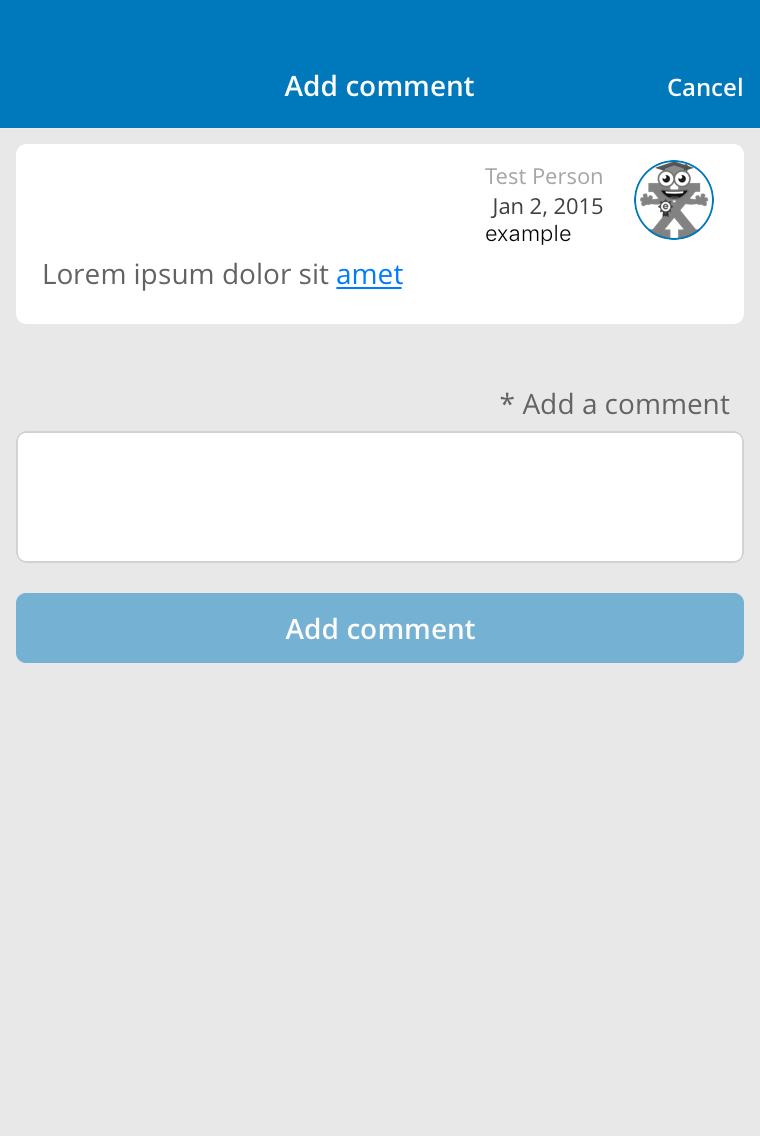 Add comment
Cancel
Test Person
Jan 2, 2015
example
Lorem ipsum dolor sit amet
* Add a comment
Add comment